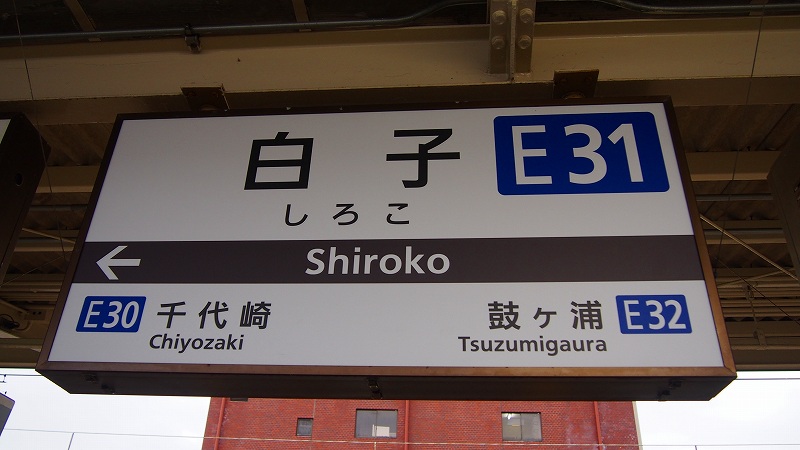 白子 E31
しろこ
← Shiroko
E30 千代崎 鼓ヶ浦 E32
Chiyozaki Tsuzumigaura